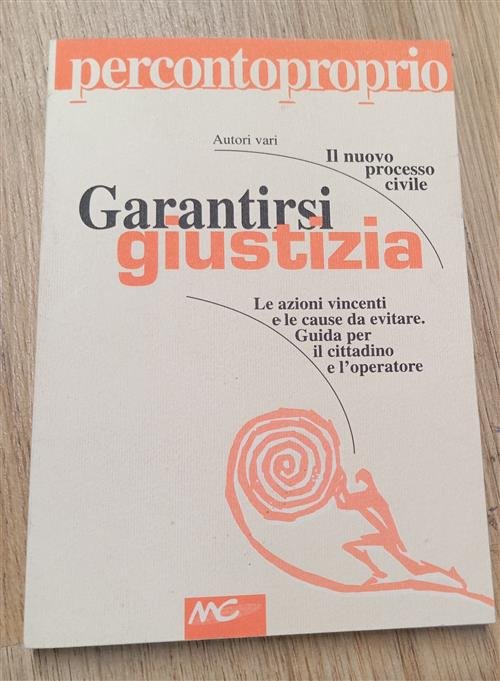 percontoproprio
Autori vari
Il nuovo
processo
civile
Garantirsi
giustizia
Le azioni vincenti
e le cause da evitare.
Guida per
il cittadino
e l'operatore
MC